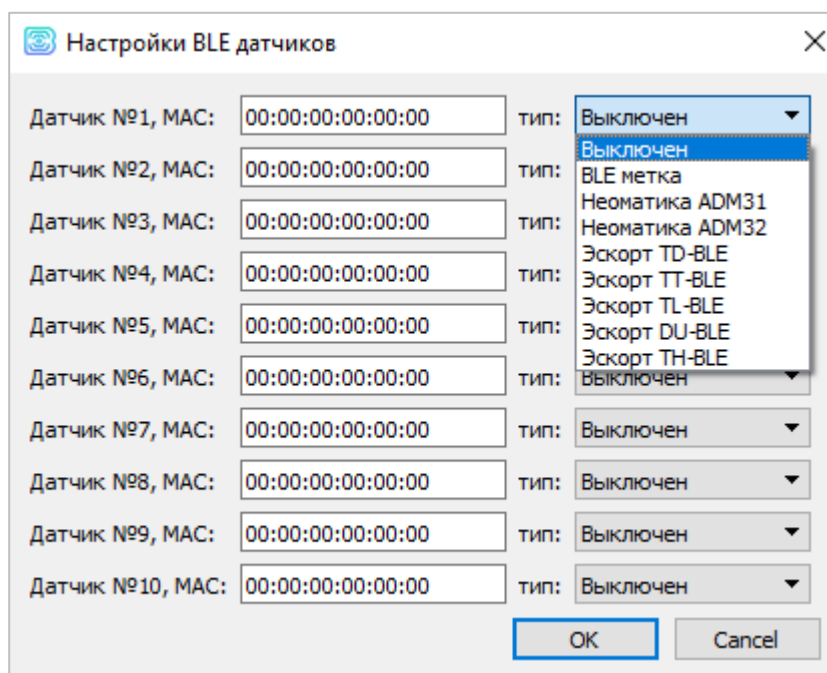 Настройки BLE датчиков
Датчик №1, MAC: 00:00:00:00:00:00 тип: Выключен
Выключен
BLE метка
Неоматика ADM31
Неоматика ADM32
Эскорт TD-BLE
Эскорт TT-BLE
Эскорт TL-BLE
Эскорт DU-BLE
Эскорт TH-BLE
Датчик №2, MAC: 00:00:00:00:00:00 тип:
Датчик №3, MAC: 00:00:00:00:00:00 тип:
Датчик №4, MAC: 00:00:00:00:00:00 тип:
Датчик №5, MAC: 00:00:00:00:00:00 тип:
Датчик №6, MAC: 00:00:00:00:00:00 тип: Выключен
Датчик №7, MAC: 00:00:00:00:00:00 тип: Выключен
Датчик №8, MAC: 00:00:00:00:00:00 тип: Выключен
Датчик №9, MAC: 00:00:00:00:00:00 тип: Выключен
Датчик №10, MAC: 00:00:00:00:00:00 тип: Выключен
OK Cancel